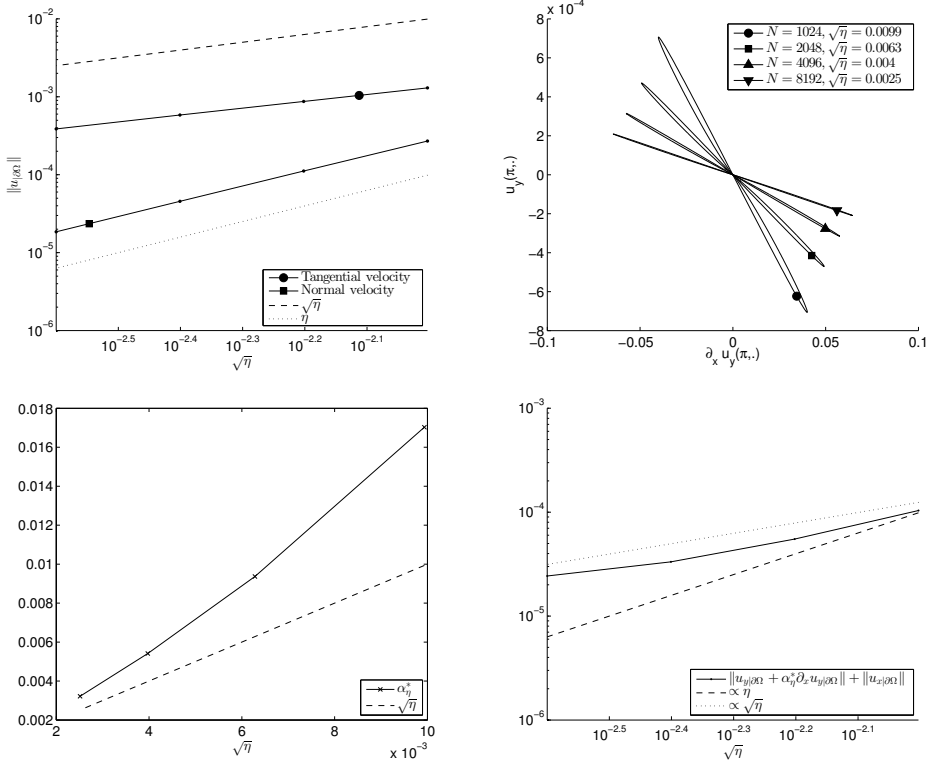 10⁻²
10⁻³
10⁻⁴
10⁻⁵
10⁻⁶
‖u|∂Ω‖
Tangential velocity
Normal velocity
√η
η
10⁻²·⁵ 10⁻²·⁴ 10⁻²·³ 10⁻²·² 10⁻²·¹
√η
x 10⁻⁴
8
6
4
2
0
−2
−4
−6
−8
u_y(π,.)
N = 1024, √η = 0.0099
N = 2048, √η = 0.0063
N = 4096, √η = 0.004
N = 8192, √η = 0.0025
−0.1 −0.05 0 0.05 0.1
∂_x u_y(π,.)
0.018
0.016
0.014
0.012
0.01
0.008
0.006
0.004
0.002
α*_η
√η
2 4 6 8 10
√η
x 10⁻³
10⁻³
10⁻⁴
10⁻⁵
10⁻⁶
‖u_y|∂Ω + α*_η ∂_x u_y|∂Ω‖ + ‖u_x|∂Ω‖
∝ η
∝ √η
10⁻²·⁵ 10⁻²·⁴ 10⁻²·³ 10⁻²·² 10⁻²·¹
√η